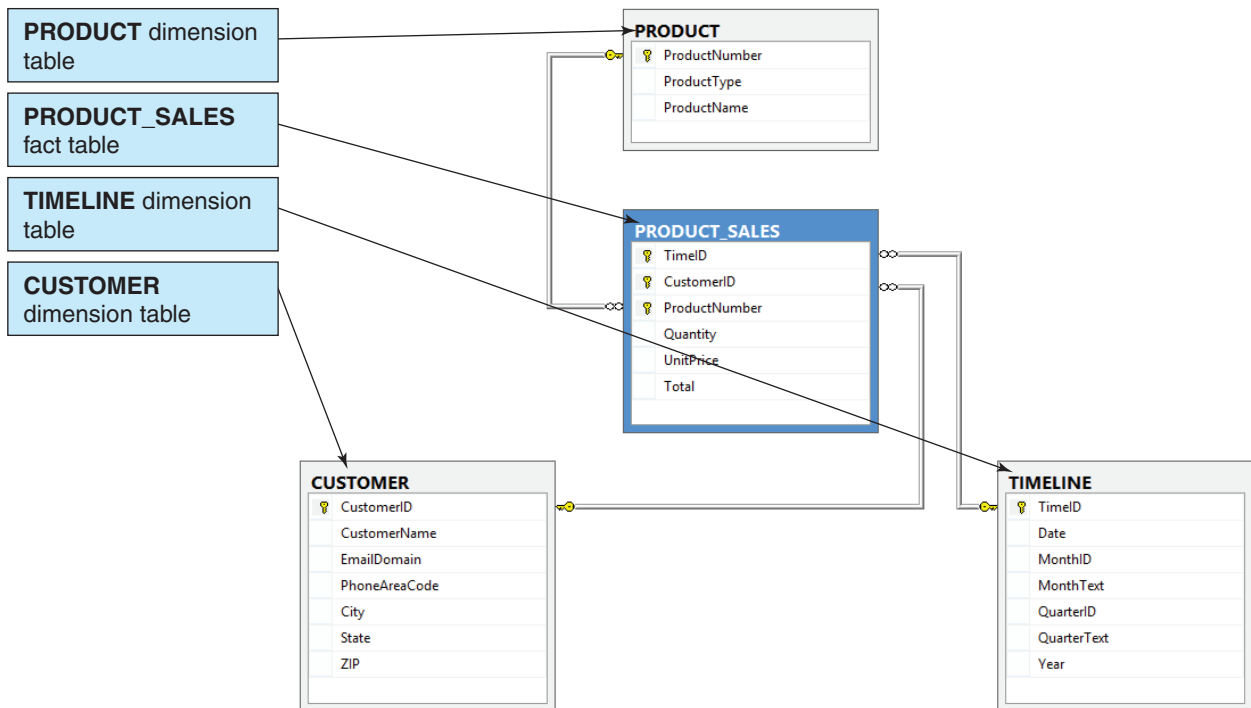 PRODUCT dimension
table
PRODUCT_SALES
fact table
TIMELINE dimension
table
CUSTOMER
dimension table
PRODUCT
ProductNumber
ProductType
ProductName
PRODUCT_SALES
TimeID
CustomerID
ProductNumber
Quantity
UnitPrice
Total
CUSTOMER
CustomerID
CustomerName
EmailDomain
PhoneAreaCode
City
State
ZIP
TIMELINE
TimeID
Date
MonthID
MonthText
QuarterID
QuarterText
Year